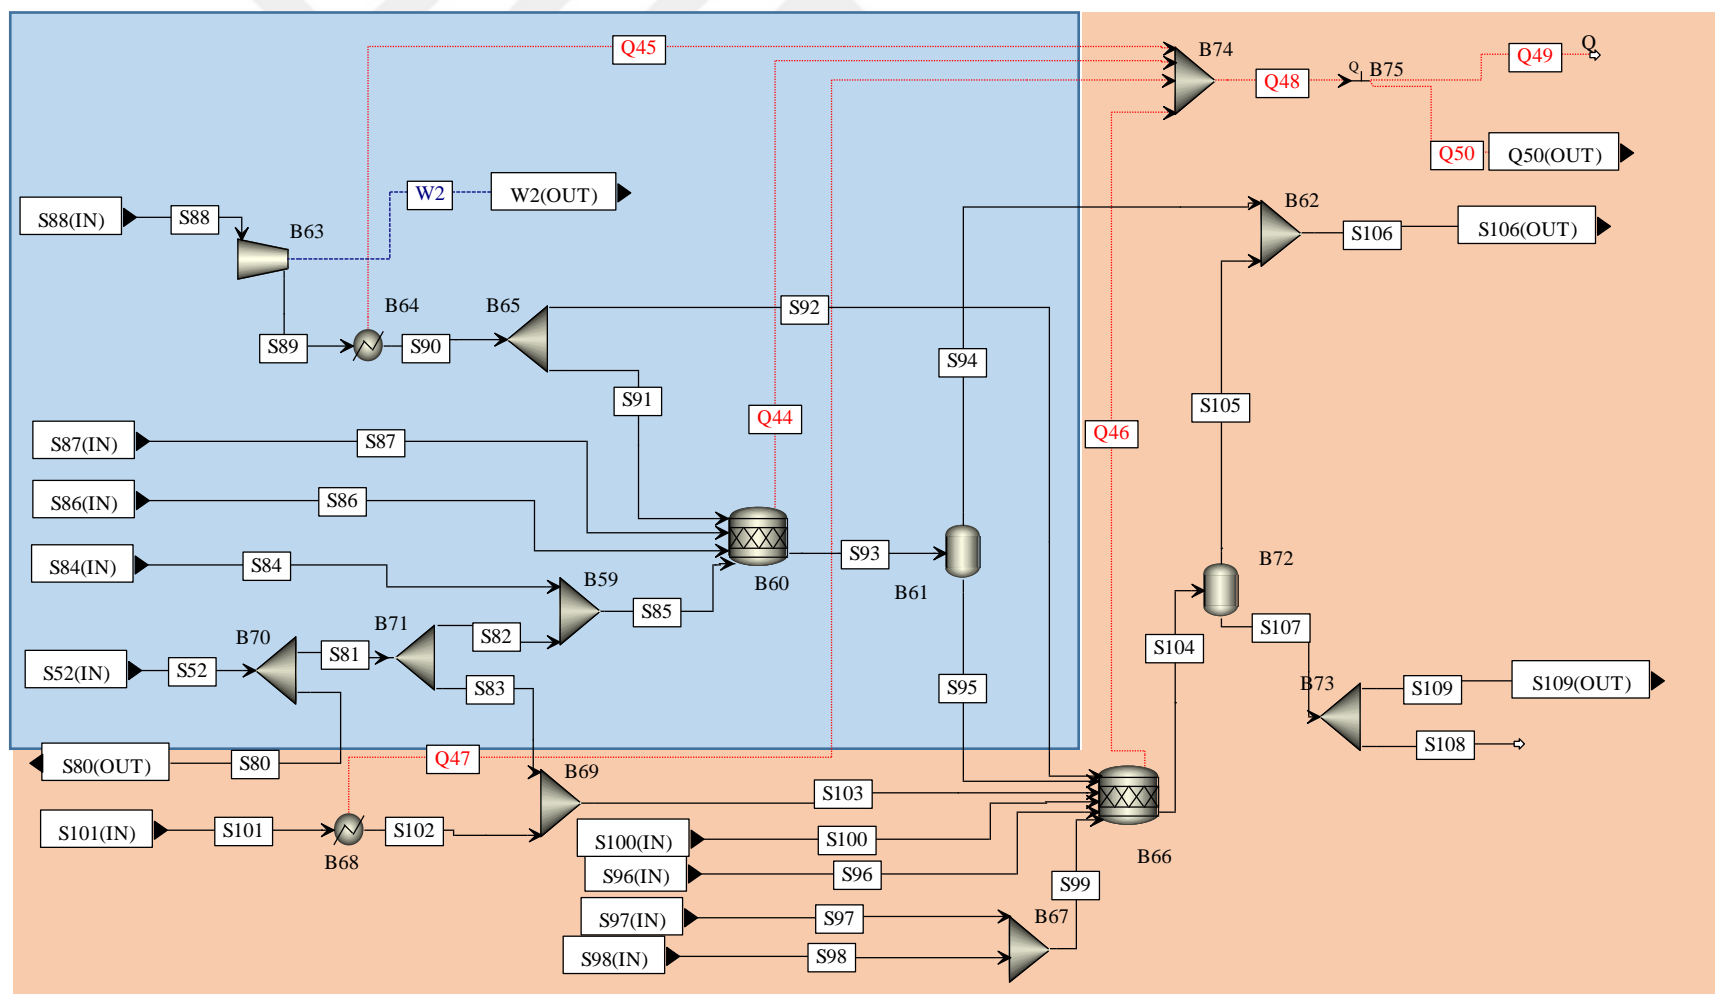 Q45
B74
Q
Q49
Q48
Q
B75
Q50
Q50(OUT)
W2
W2(OUT)
S88(IN)
S88
B63
B62
S106
S106(OUT)
B64
B65
S92
S89
S90
S94
S91
S105
Q44
Q46
S87(IN)
S87
S86(IN)
S86
S84(IN)
S84
B59
B60
S93
B61
B72
S85
B70
S81
B71
S82
S107
S104
S52(IN)
S52
S83
S95
B73
S109
S109(OUT)
S108
S80(OUT)
S80
Q47
B69
S103
S101(IN)
S101
S102
B68
S100(IN)
S100
B66
S96(IN)
S96
S99
S97(IN)
S97
B67
S98(IN)
S98